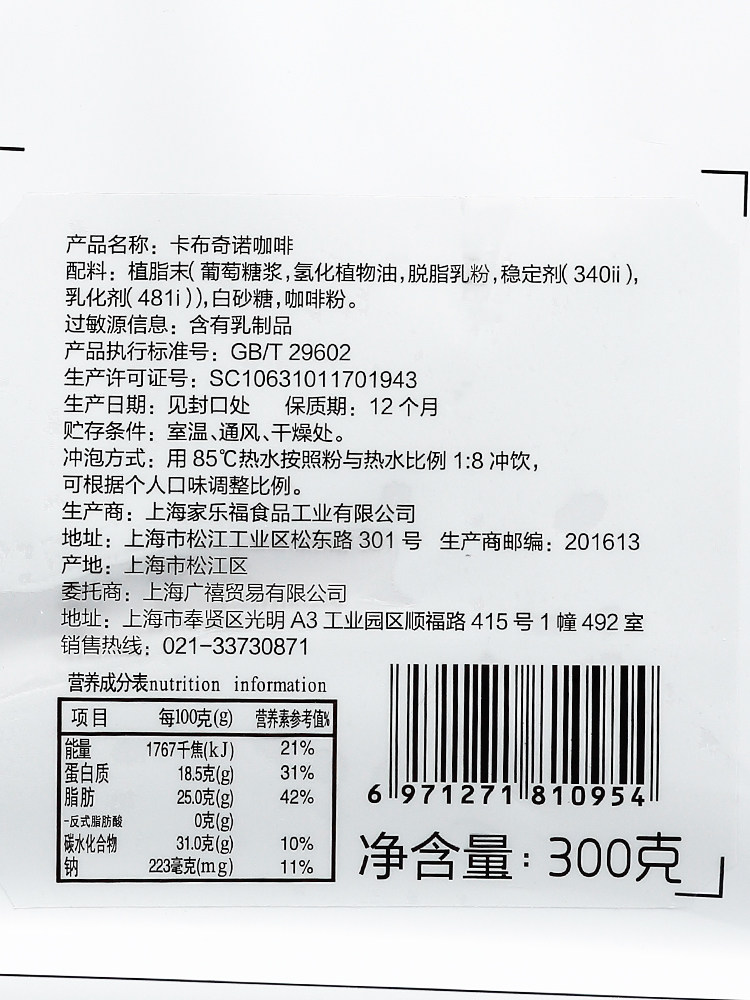 产品名称：卡布奇诺咖啡
配料：植脂末（葡萄糖浆，氢化植物油，脱脂乳粉，稳定剂（340ii），
乳化剂（481i）），白砂糖，咖啡粉。
过敏源信息：含有乳制品
产品执行标准号：GB/T 29602
生产许可证号：SC10631011701943
生产日期：见封口处 保质期：12个月
贮存条件：室温、通风、干燥处。
冲泡方式：用85℃热水按照粉与热水比例1:8冲饮，
可根据个人口味调整比例。
生产商：上海家乐福食品工业有限公司
地址：上海市松江工业区松东路301号 生产商邮编：201613
产地：上海市松江区
委托商：上海广禧贸易有限公司
地址：上海市奉贤区光明A3工业园区顺福路415号1幢492室
销售热线：021-33730871
营养成分表nutrition information
项目 每100克(g) 营养素参考值%
能量 1767千焦(kJ) 21%
蛋白质 18.5克(g) 31%
脂肪 25.0克(g) 42%
-反式脂肪酸 0克(g)
碳水化合物 31.0克(g) 10%
钠 223毫克(mg) 11%
6 971271 810954
净含量：300克